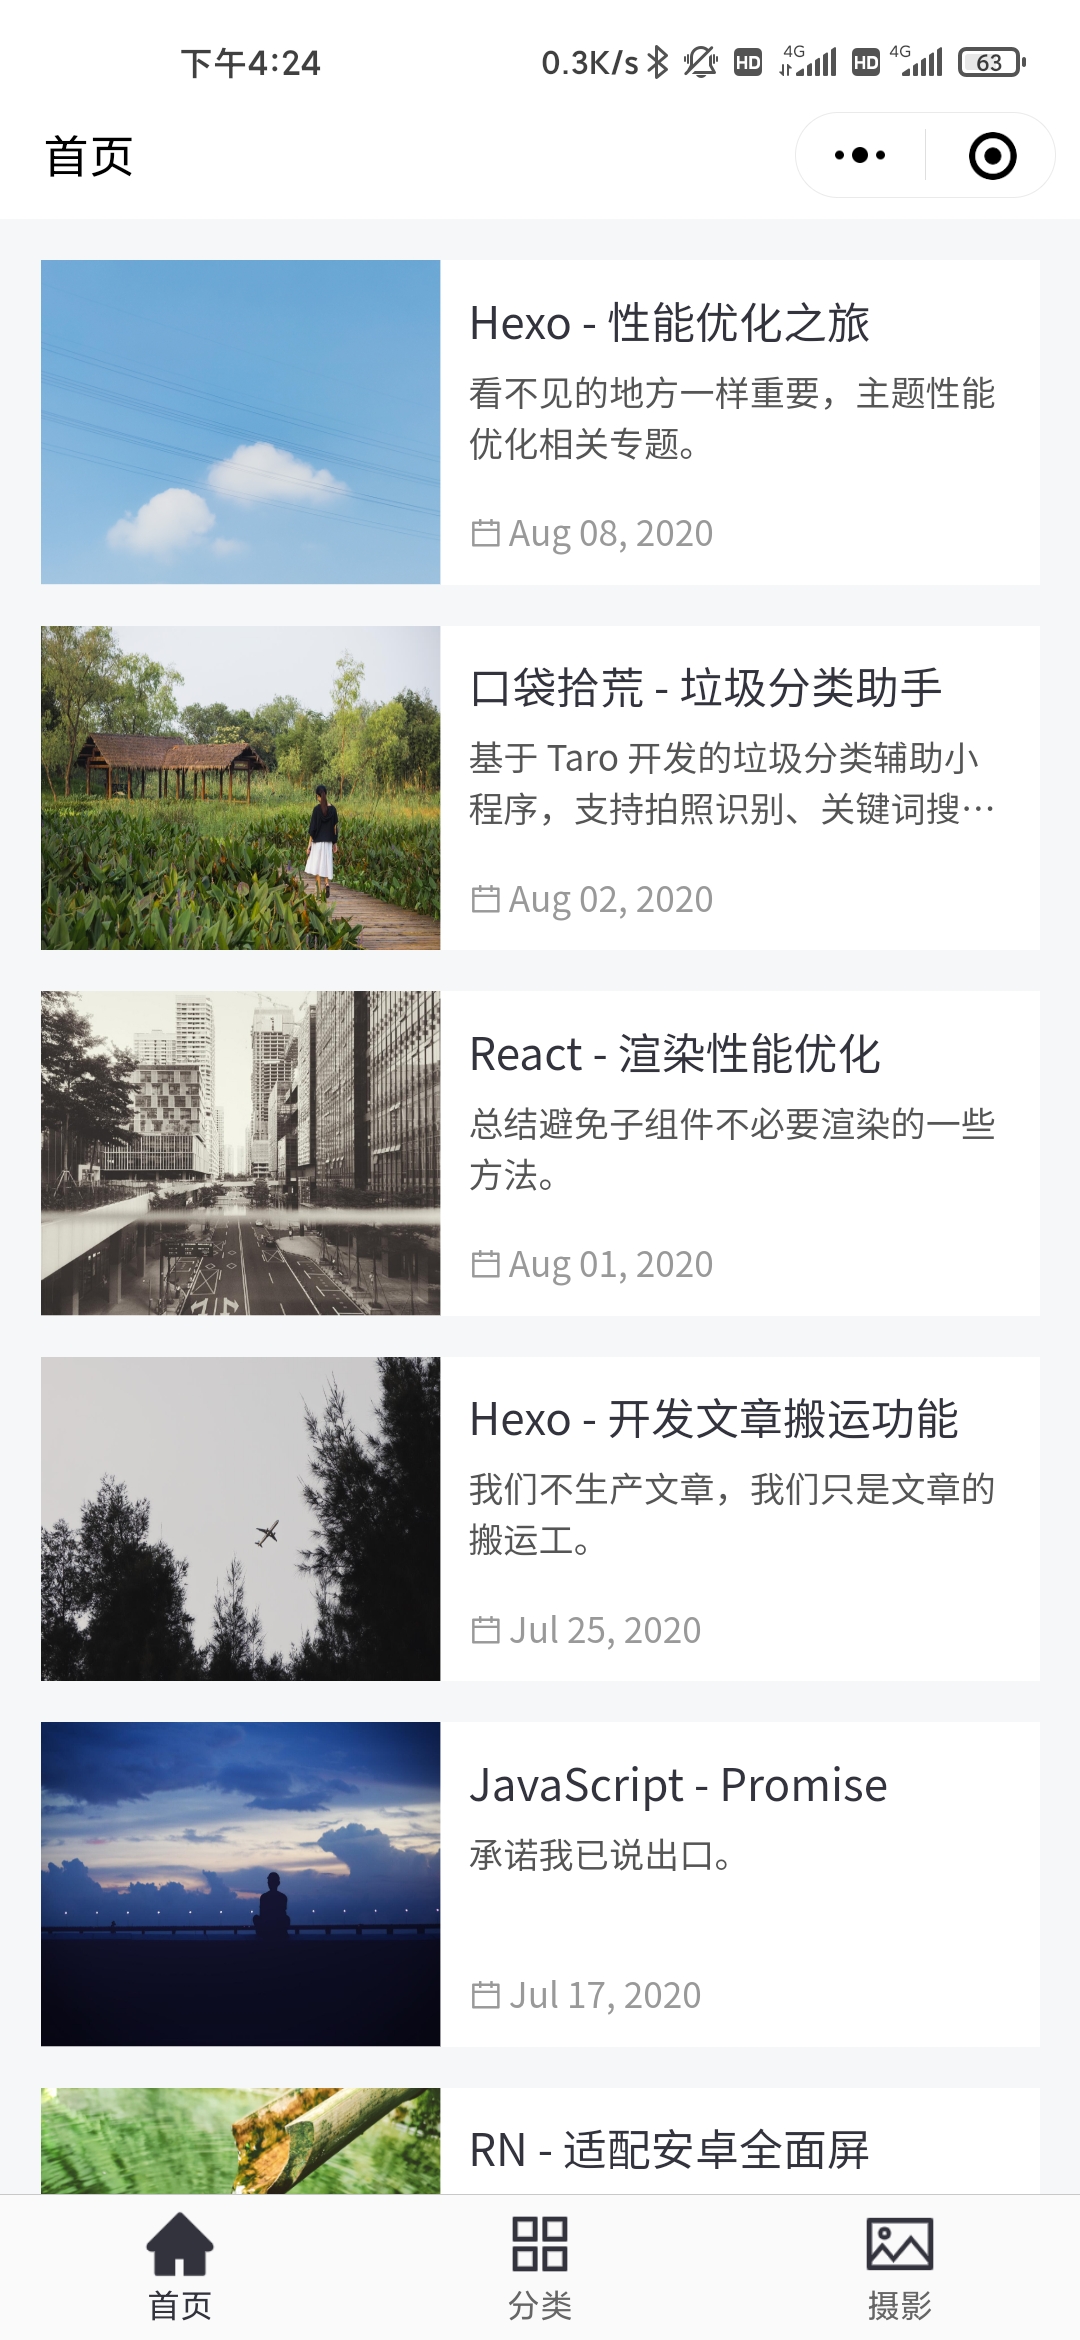 下午4:24
0.3K/s HD 4G HD 4G 63
首页
Hexo - 性能优化之旅
看不见的地方一样重要，主题性能
优化相关专题。
Aug 08, 2020
口袋拾荒 - 垃圾分类助手
基于 Taro 开发的垃圾分类辅助小
程序，支持拍照识别、关键词搜…
Aug 02, 2020
React - 渲染性能优化
总结避免子组件不必要渲染的一些
方法。
Aug 01, 2020
Hexo - 开发文章搬运功能
我们不生产文章，我们只是文章的
搬运工。
Jul 25, 2020
JavaScript - Promise
承诺我已说出口。
Jul 17, 2020
RN - 适配安卓全面屏
首页
分类
摄影